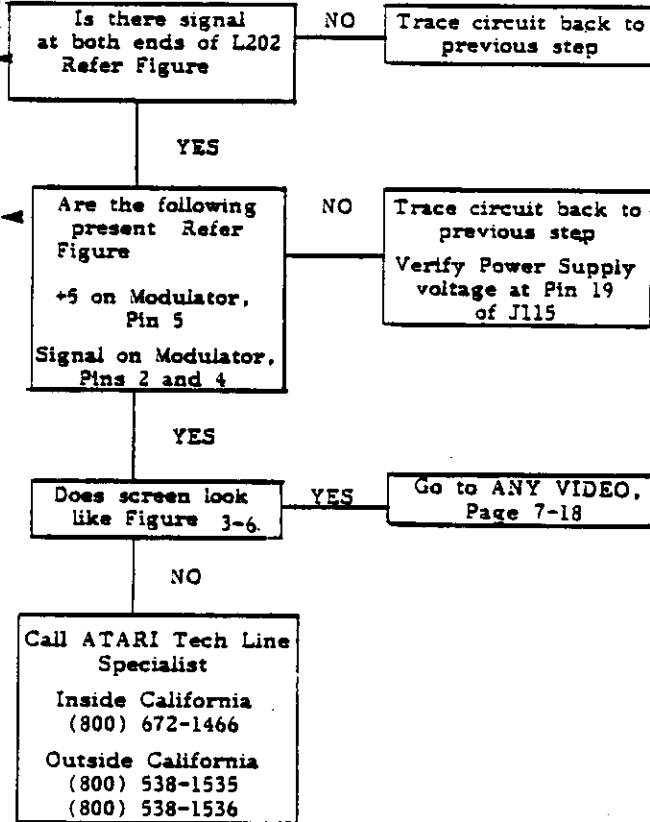 Is there signal
at both ends of L202
Refer Figure
NO
Trace circuit back to
previous step
YES
Are the following
present Refer
Figure
+5 on Modulator,
Pin 5
Signal on Modulator,
Pins 2 and 4
NO
Trace circuit back to
previous step
Verify Power Supply
voltage at Pin 19
of J115
YES
Does screen look
like Figure 3-6.
YES
Go to ANY VIDEO,
Page 7-18
NO
Call ATARI Tech Line
Specialist
Inside California
(800) 672-1466
Outside California
(800) 538-1535
(800) 538-1536